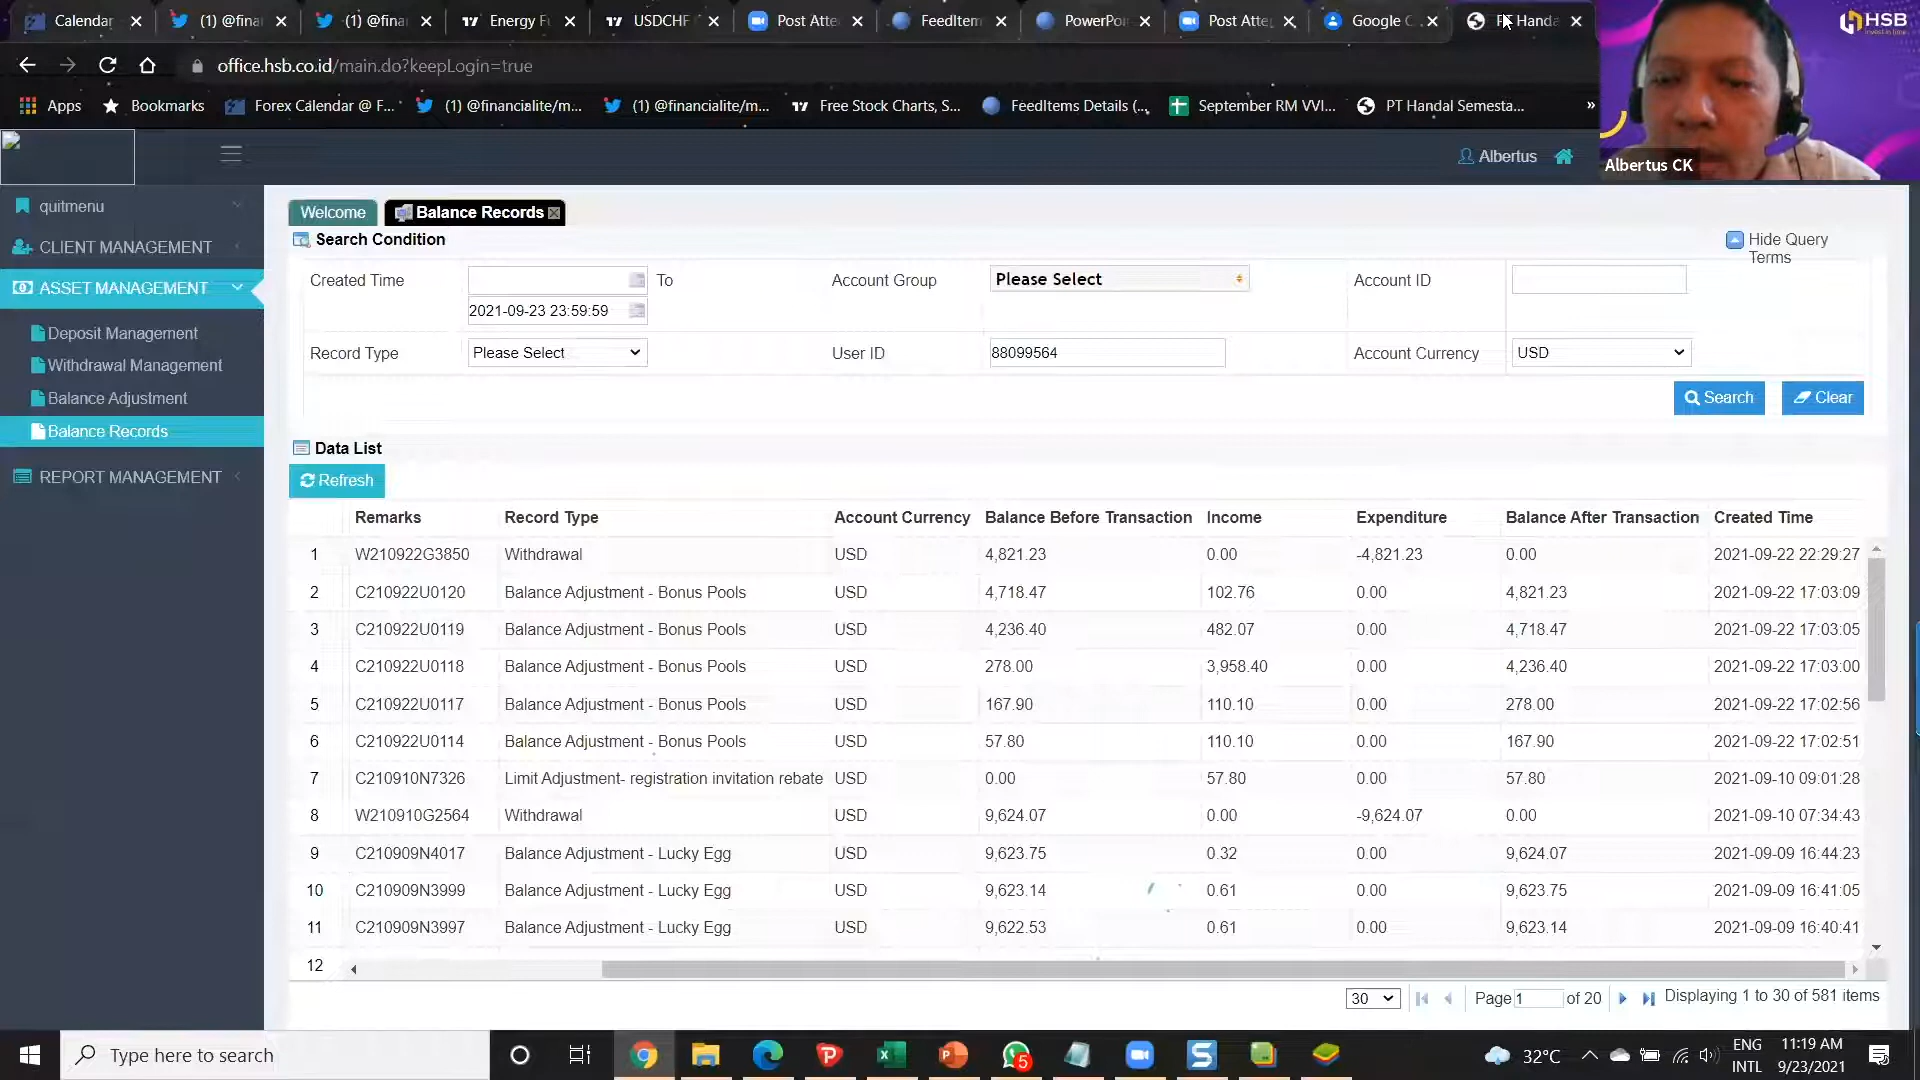 Calendar
(1) @fina
(1) @fina
Energy Fu
USDCHF
Post Atte
FeedItem
PowerPoi
Post Atte
Google C
PT Handa
HSB
office.hsb.co.id/main.do?keepLogin=true
Apps
Bookmarks
Forex Calendar @ F...
(1) @financialite/m...
(1) @financialite/m...
Free Stock Charts, S...
FeedItems Details (...
September RM VVI...
PT Handal Semesta...
»
Albertus
Albertus CK
quitmenu
CLIENT MANAGEMENT
ASSET MANAGEMENT
Deposit Management
Withdrawal Management
Balance Adjustment
Balance Records
REPORT MANAGEMENT
Welcome
Balance Records
Search Condition
Hide Query Terms
Created Time
To
2021-09-23 23:59:59
Account Group
Please Select
Account ID
Record Type
Please Select
User ID
88099564
Account Currency
USD
Search
Clear
Data List
Refresh
Remarks Record Type Account Currency Balance Before Transaction Income Expenditure Balance After Transaction Created Time
1 W210922G3850 Withdrawal USD 4,821.23 0.00 -4,821.23 0.00 2021-09-22 22:29:27
2 C210922U0120 Balance Adjustment - Bonus Pools USD 4,718.47 102.76 0.00 4,821.23 2021-09-22 17:03:09
3 C210922U0119 Balance Adjustment - Bonus Pools USD 4,236.40 482.07 0.00 4,718.47 2021-09-22 17:03:05
4 C210922U0118 Balance Adjustment - Bonus Pools USD 278.00 3,958.40 0.00 4,236.40 2021-09-22 17:03:00
5 C210922U0117 Balance Adjustment - Bonus Pools USD 167.90 110.10 0.00 278.00 2021-09-22 17:02:56
6 C210922U0114 Balance Adjustment - Bonus Pools USD 57.80 110.10 0.00 167.90 2021-09-22 17:02:51
7 C210910N7326 Limit Adjustment- registration invitation rebate USD 0.00 57.80 0.00 57.80 2021-09-10 09:01:28
8 W210910G2564 Withdrawal USD 9,624.07 0.00 -9,624.07 0.00 2021-09-10 07:34:43
9 C210909N4017 Balance Adjustment - Lucky Egg USD 9,623.75 0.32 0.00 9,624.07 2021-09-09 16:44:23
10 C210909N3999 Balance Adjustment - Lucky Egg USD 9,623.14 0.61 0.00 9,623.75 2021-09-09 16:41:05
11 C210909N3997 Balance Adjustment - Lucky Egg USD 9,622.53 0.61 0.00 9,623.14 2021-09-09 16:40:41
12
30 Page 1 of 20 Displaying 1 to 30 of 581 items
Type here to search
5
32°C
ENG
INTL
11:19 AM
9/23/2021